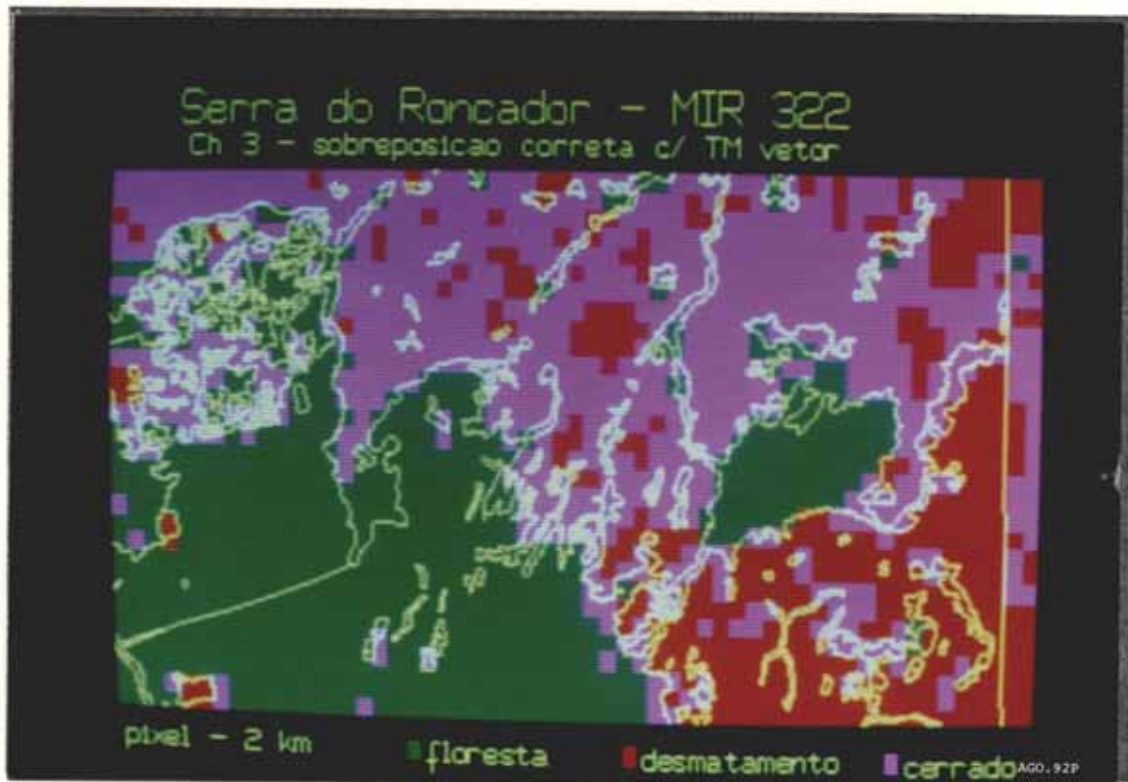 Serra do Roncador - MIR 322
Ch 3 - sobreposicao correta c/ TM vetor
pixel - 2 km
floresta
desmatamento
cerrado
AGO.92P